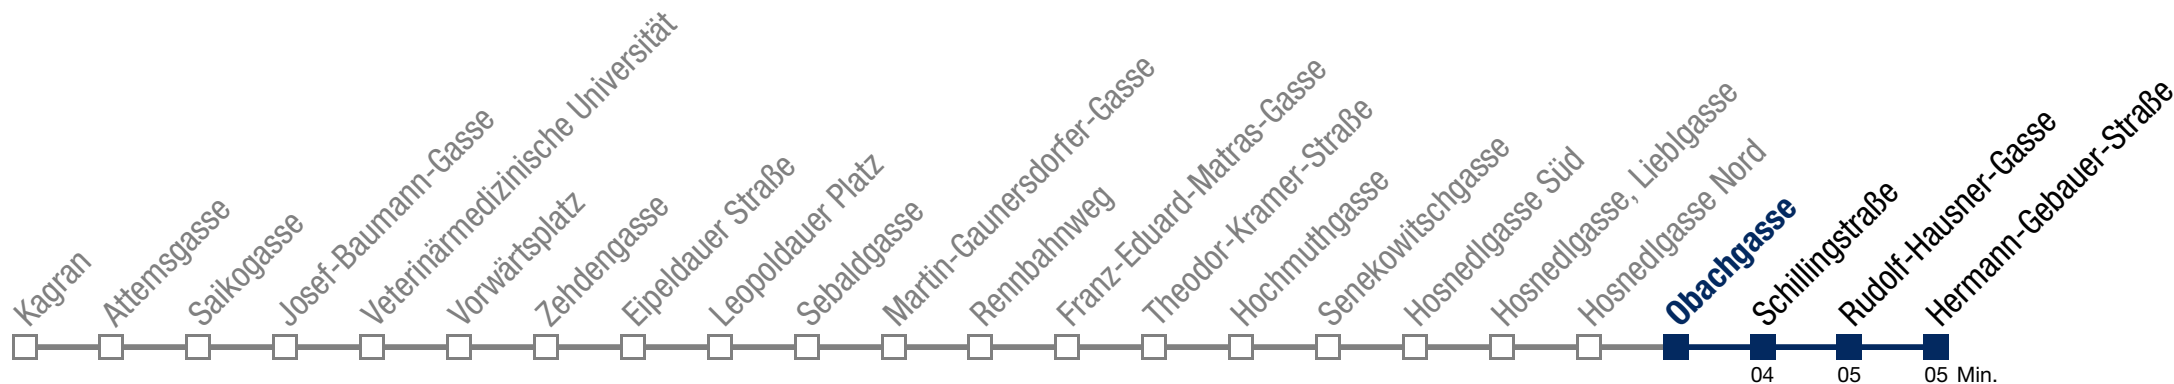 Kagran
Attemsgasse
Saikogasse
Josef-Baumann-Gasse
Veterinärmedizinische Universität
Vorwärtsplatz
Zehdengasse
Eipeldauer Straße
Leopoldauer Platz
Sebaldgasse
Martin-Gaunersdorfer-Gasse
Rennbahnweg
Franz-Eduard-Matras-Gasse
Theodor-Kramer-Straße
Hochmuthgasse
Senekowitschgasse
Hosnedlgasse Süd
Hosnedlgasse, Lieblgasse
Hosnedlgasse Nord
Obachgasse
Schillingstraße
Rudolf-Hausner-Gasse
Hermann-Gebauer-Straße
04 05 05 Min.